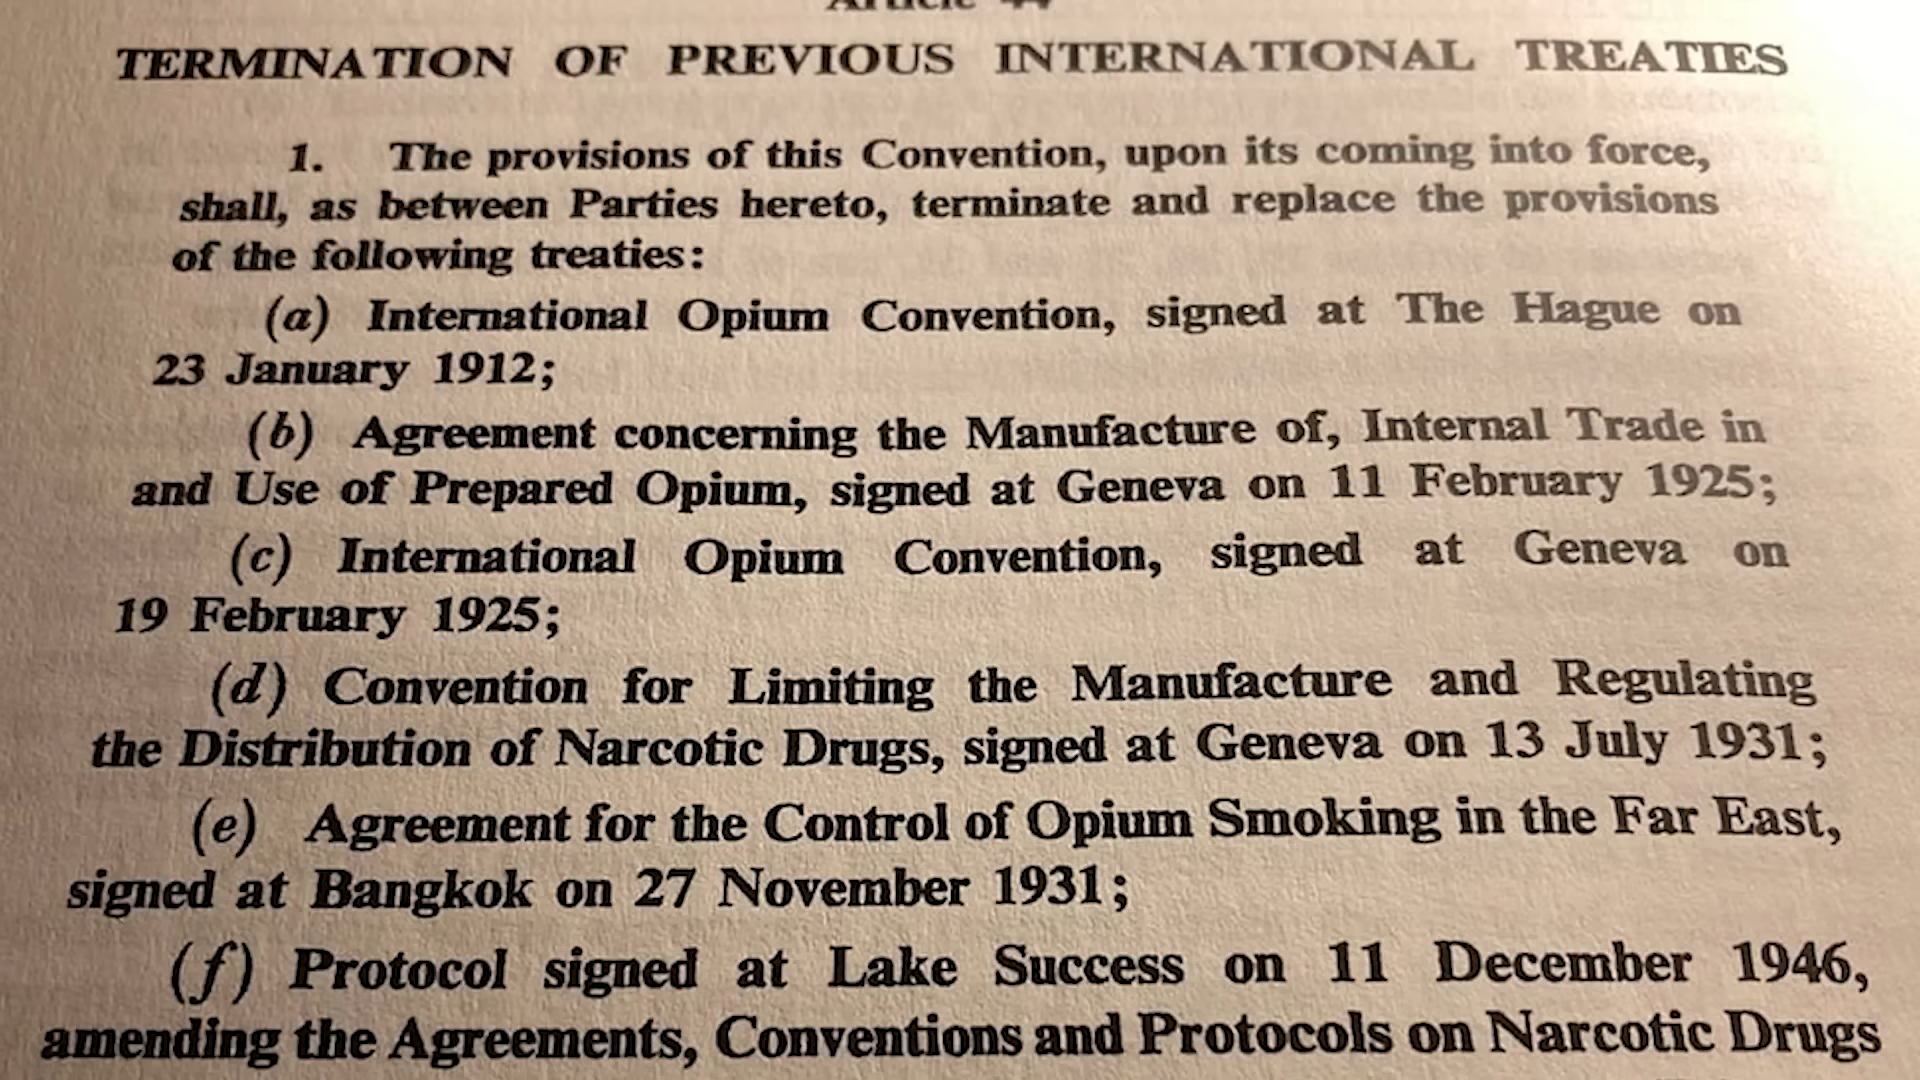 Article 44
TERMINATION OF PREVIOUS INTERNATIONAL TREATIES
1. The provisions of this Convention, upon its coming into force,
shall, as between Parties hereto, terminate and replace the provisions
of the following treaties:
(a) International Opium Convention, signed at The Hague on
23 January 1912;
(b) Agreement concerning the Manufacture of, Internal Trade in
and Use of Prepared Opium, signed at Geneva on 11 February 1925;
(c) International Opium Convention, signed at Geneva on
19 February 1925;
(d) Convention for Limiting the Manufacture and Regulating
the Distribution of Narcotic Drugs, signed at Geneva on 13 July 1931;
(e) Agreement for the Control of Opium Smoking in the Far East,
signed at Bangkok on 27 November 1931;
(f) Protocol signed at Lake Success on 11 December 1946,
amending the Agreements, Conventions and Protocols on Narcotic Drugs